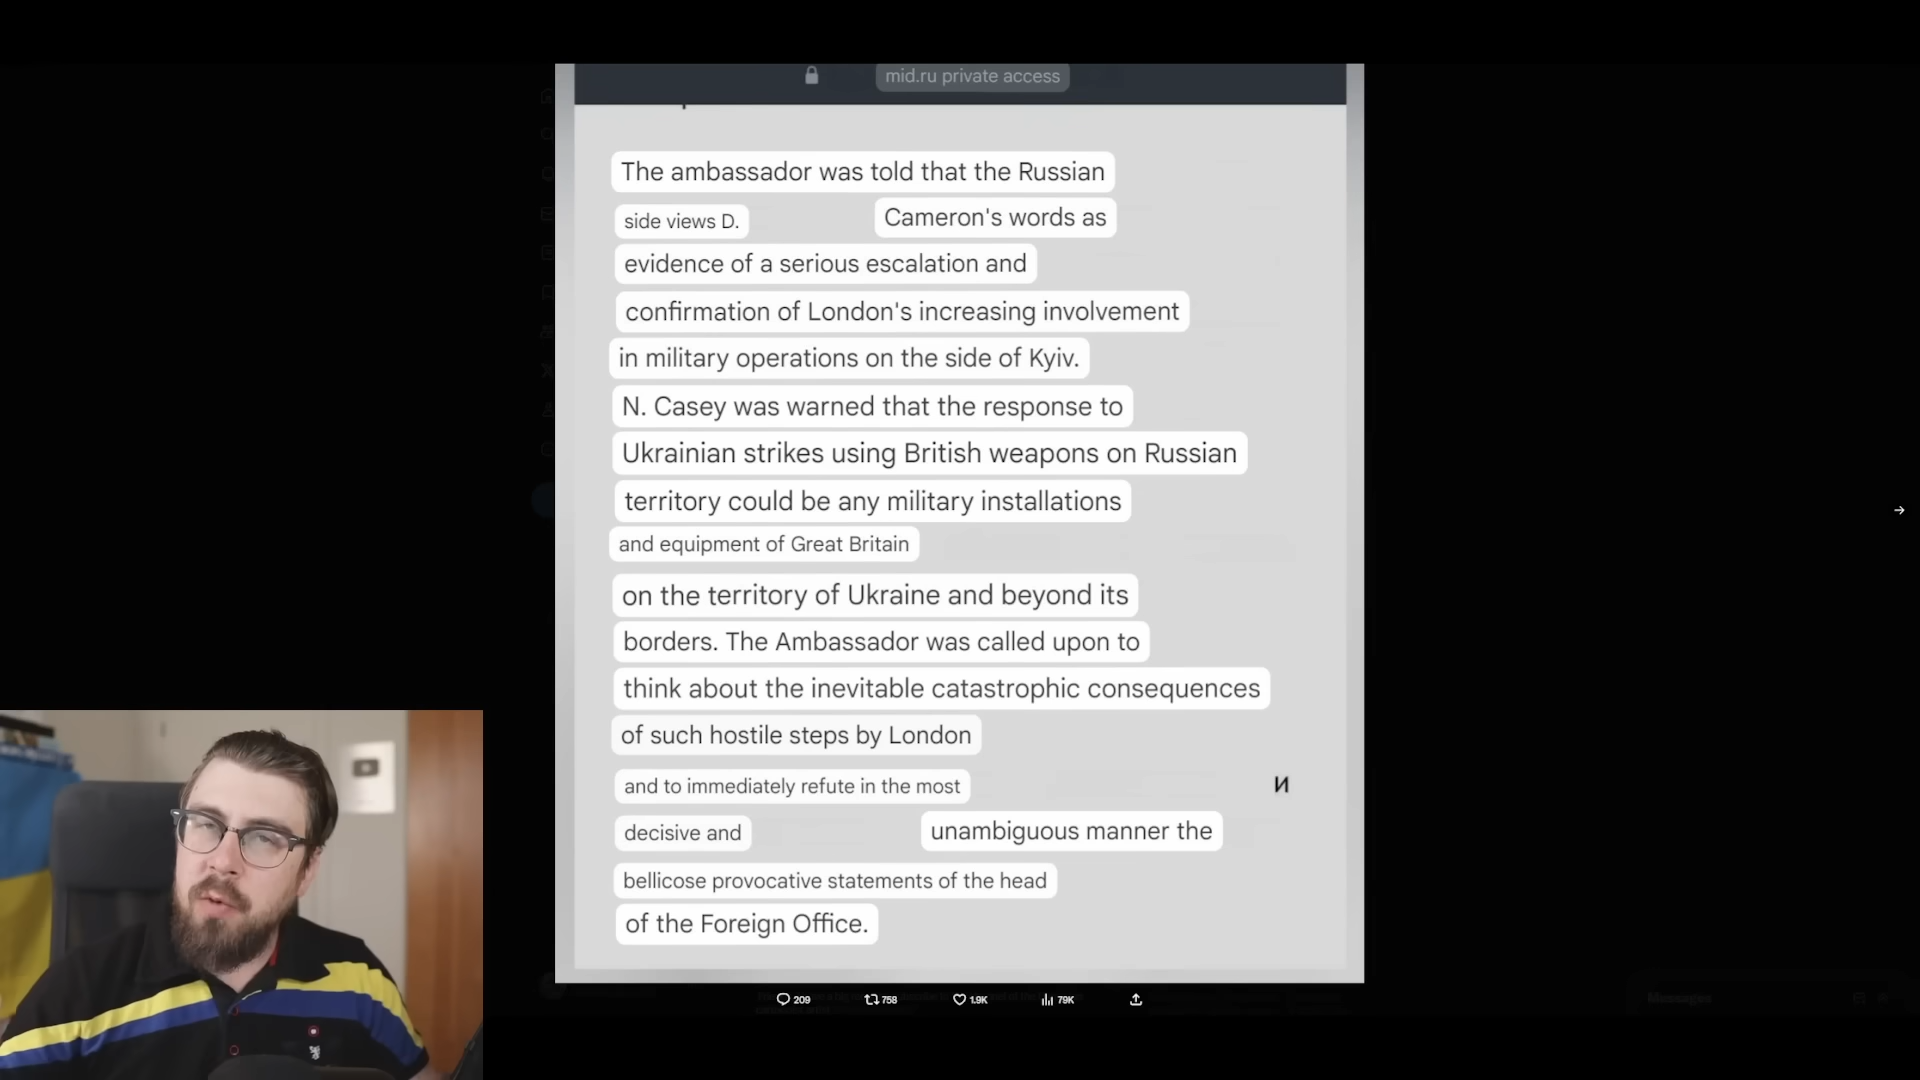 mid.ru private access
The ambassador was told that the Russian
side views D. Cameron's words as
evidence of a serious escalation and
confirmation of London's increasing involvement
in military operations on the side of Kyiv.
N. Casey was warned that the response to
Ukrainian strikes using British weapons on Russian
territory could be any military installations
and equipment of Great Britain
on the territory of Ukraine and beyond its
borders. The Ambassador was called upon to
think about the inevitable catastrophic consequences
of such hostile steps by London
and to immediately refute in the most и
decisive and unambiguous manner the
bellicose provocative statements of the head
of the Foreign Office.
209 758 1.9K 79K
Messages